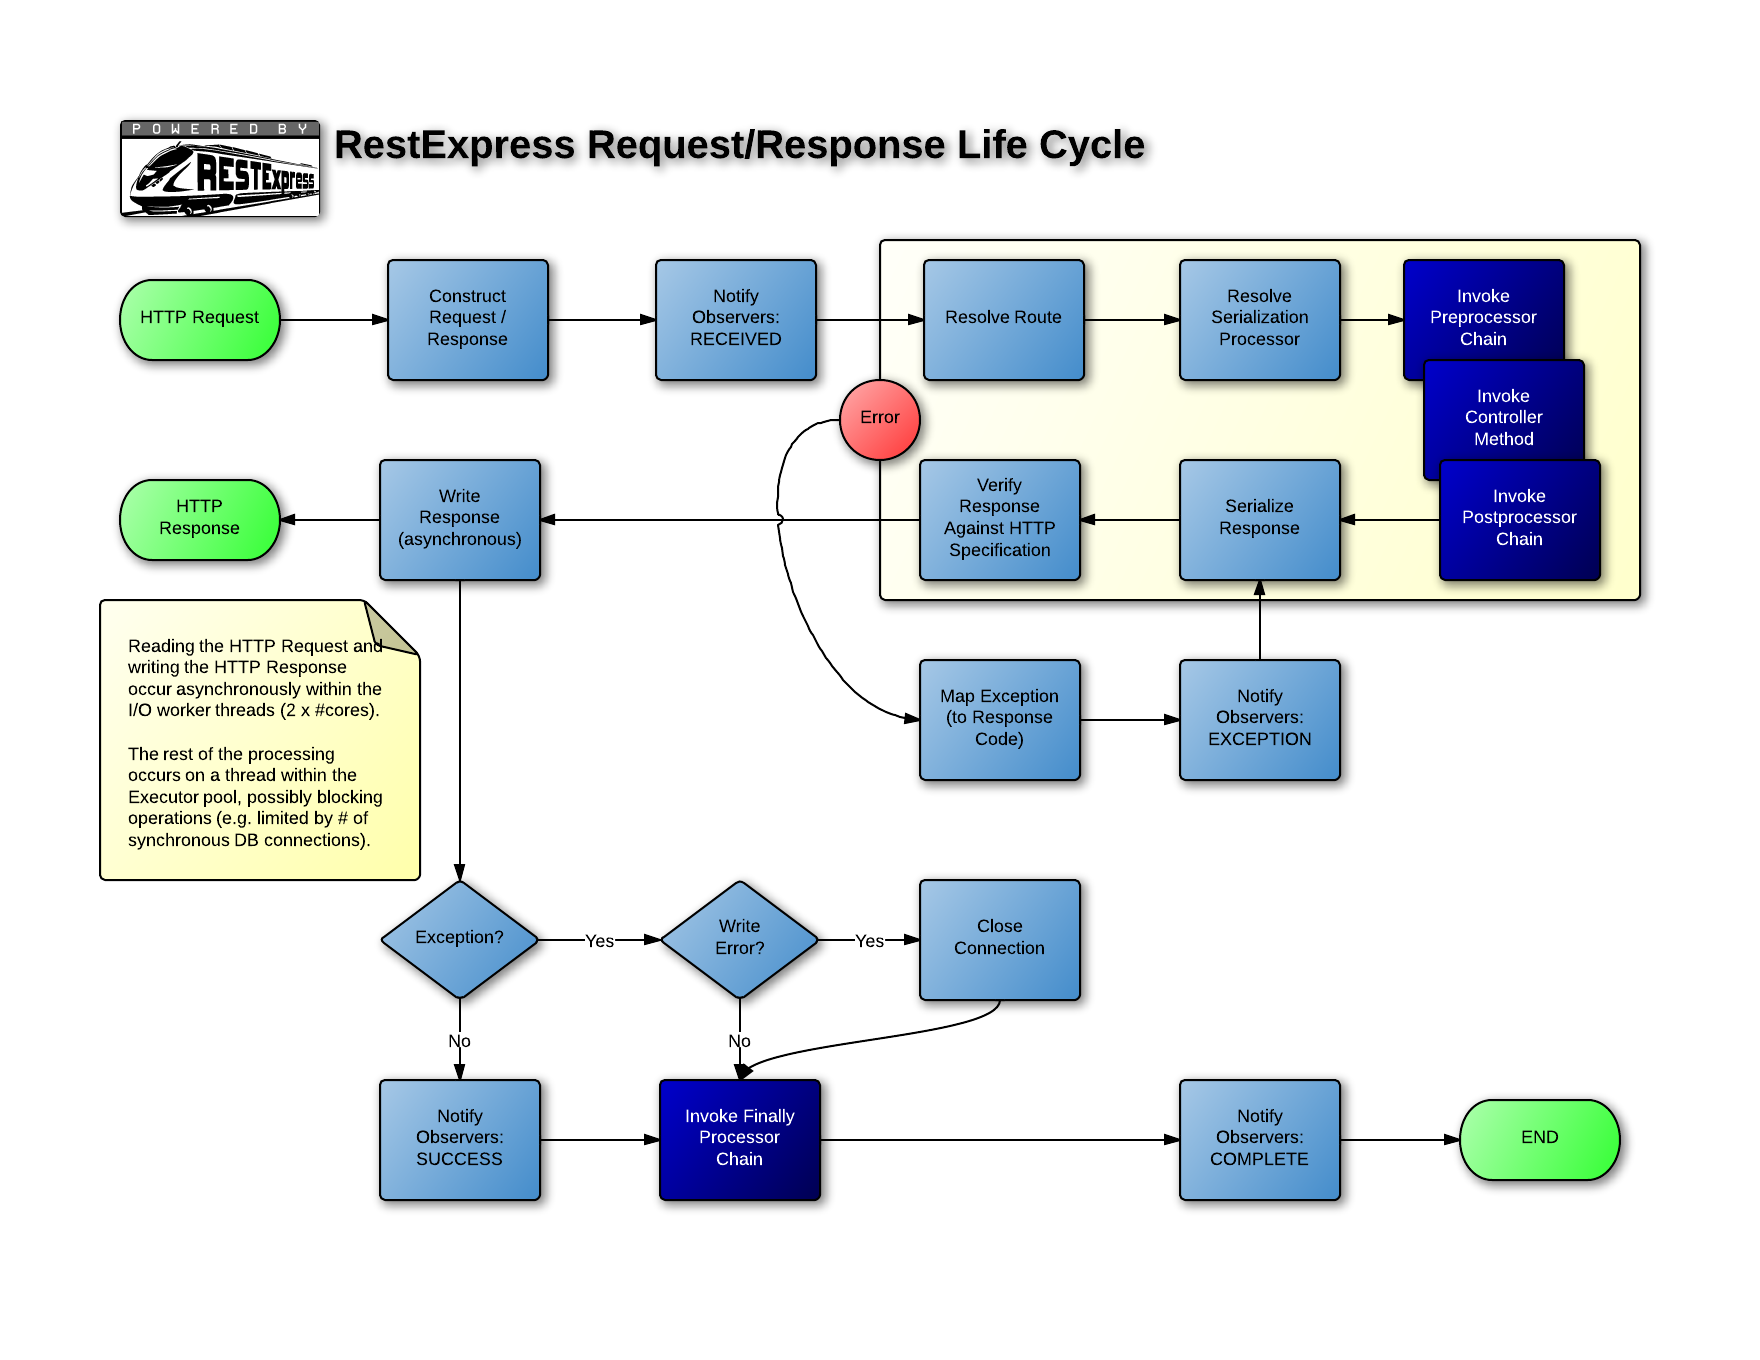 POWERED BY
RESTExpress
RestExpress Request/Response Life Cycle
HTTP Request
Construct
Request /
Response
Notify
Observers:
RECEIVED
Resolve Route
Resolve
Serialization
Processor
Invoke
Preprocessor
Chain
Invoke
Controller
Method
Error
HTTP
Response
Write
Response
(asynchronous)
Verify
Response
Against HTTP
Specification
Serialize
Response
Invoke
Postprocessor
Chain
Reading the HTTP Request and
writing the HTTP Response
occur asynchronously within the
I/O worker threads (2 x #cores).
The rest of the processing
occurs on a thread within the
Executor pool, possibly blocking
operations (e.g. limited by # of
synchronous DB connections).
Map Exception
(to Response
Code)
Notify
Observers:
EXCEPTION
Exception?
Yes
Write
Error?
Yes
Close
Connection
No
No
Notify
Observers:
SUCCESS
Invoke Finally
Processor
Chain
Notify
Observers:
COMPLETE
END